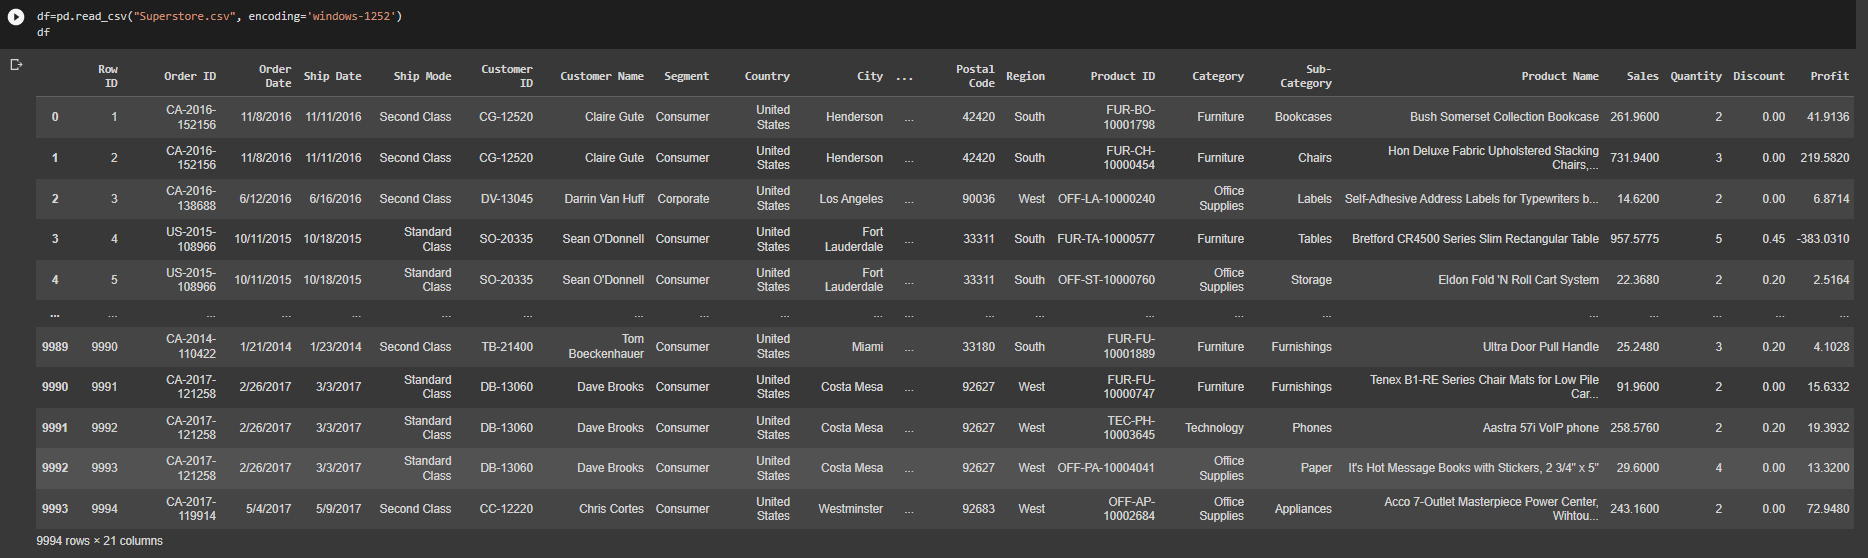 df=pd.read_csv("Superstore.csv", encoding='windows-1252')
df
Row ID Order ID Order Date Ship Date Ship Mode Customer ID Customer Name Segment Country City ... Postal Code Region Product ID Category Sub-Category Product Name Sales Quantity Discount Profit
0 1 CA-2016-152156 11/8/2016 11/11/2016 Second Class CG-12520 Claire Gute Consumer United States Henderson ... 42420 South FUR-BO-10001798 Furniture Bookcases Bush Somerset Collection Bookcase 261.9600 2 0.00 41.9136
1 2 CA-2016-152156 11/8/2016 11/11/2016 Second Class CG-12520 Claire Gute Consumer United States Henderson ... 42420 South FUR-CH-10000454 Furniture Chairs Hon Deluxe Fabric Upholstered Stacking Chairs,... 731.9400 3 0.00 219.5820
2 3 CA-2016-138688 6/12/2016 6/16/2016 Second Class DV-13045 Darrin Van Huff Corporate United States Los Angeles ... 90036 West OFF-LA-10000240 Office Supplies Labels Self-Adhesive Address Labels for Typewriters b... 14.6200 2 0.00 6.8714
3 4 US-2015-108966 10/11/2015 10/18/2015 Standard Class SO-20335 Sean O'Donnell Consumer United States Fort Lauderdale ... 33311 South FUR-TA-10000577 Furniture Tables Bretford CR4500 Series Slim Rectangular Table 957.5775 5 0.45 -383.0310
4 5 US-2015-108966 10/11/2015 10/18/2015 Standard Class SO-20335 Sean O'Donnell Consumer United States Fort Lauderdale ... 33311 South OFF-ST-10000760 Office Supplies Storage Eldon Fold 'N Roll Cart System 22.3680 2 0.20 2.5164
... ... ... ... ... ... ... ... ... ... ... ... ... ... ... ... ... ... ... ... ... ...
9989 9990 CA-2014-110422 1/21/2014 1/23/2014 Second Class TB-21400 Tom Boeckenhauer Consumer United States Miami ... 33180 South FUR-FU-10001889 Furniture Furnishings Ultra Door Pull Handle 25.2480 3 0.20 4.1028
9990 9991 CA-2017-121258 2/26/2017 3/3/2017 Standard Class DB-13060 Dave Brooks Consumer United States Costa Mesa ... 92627 West FUR-FU-10000747 Furniture Furnishings Tenex B1-RE Series Chair Mats for Low Pile Car... 91.9600 2 0.00 15.6332
9991 9992 CA-2017-121258 2/26/2017 3/3/2017 Standard Class DB-13060 Dave Brooks Consumer United States Costa Mesa ... 92627 West TEC-PH-10003645 Technology Phones Aastra 57i VoIP phone 258.5760 2 0.20 19.3932
9992 9993 CA-2017-121258 2/26/2017 3/3/2017 Standard Class DB-13060 Dave Brooks Consumer United States Costa Mesa ... 92627 West OFF-PA-10004041 Office Supplies Paper It's Hot Message Books with Stickers, 2 3/4" x 5" 29.6000 4 0.00 13.3200
9993 9994 CA-2017-119914 5/4/2017 5/9/2017 Second Class CC-12220 Chris Cortes Consumer United States Westminster ... 92683 West OFF-AP-10002684 Office Supplies Appliances Acco 7-Outlet Masterpiece Power Center, Wihtou... 243.1600 2 0.00 72.9480
9994 rows × 21 columns